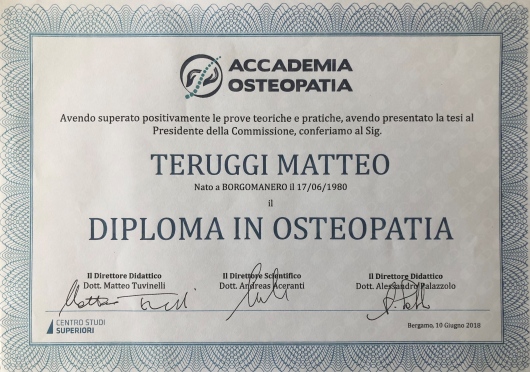 ACCADEMIA
OSTEOPATIA
Avendo superato positivamente le prove teoriche e pratiche, avendo presentato la tesi al
Presidente della Commissione, conferiamo al Sig.
TERUGGI MATTEO
Nato a BORGOMANERO il 17/06/1980
il
DIPLOMA IN OSTEOPATIA
Il Direttore Didattico Il Direttore Scientifico Il Direttore Didattico
Dott. Matteo Tuvinelli Dott. Andreas Aceranti Dott. Alessandro Palazzolo
CENTRO STUDI
SUPERIORI
Bergamo, 10 Giugno 2018